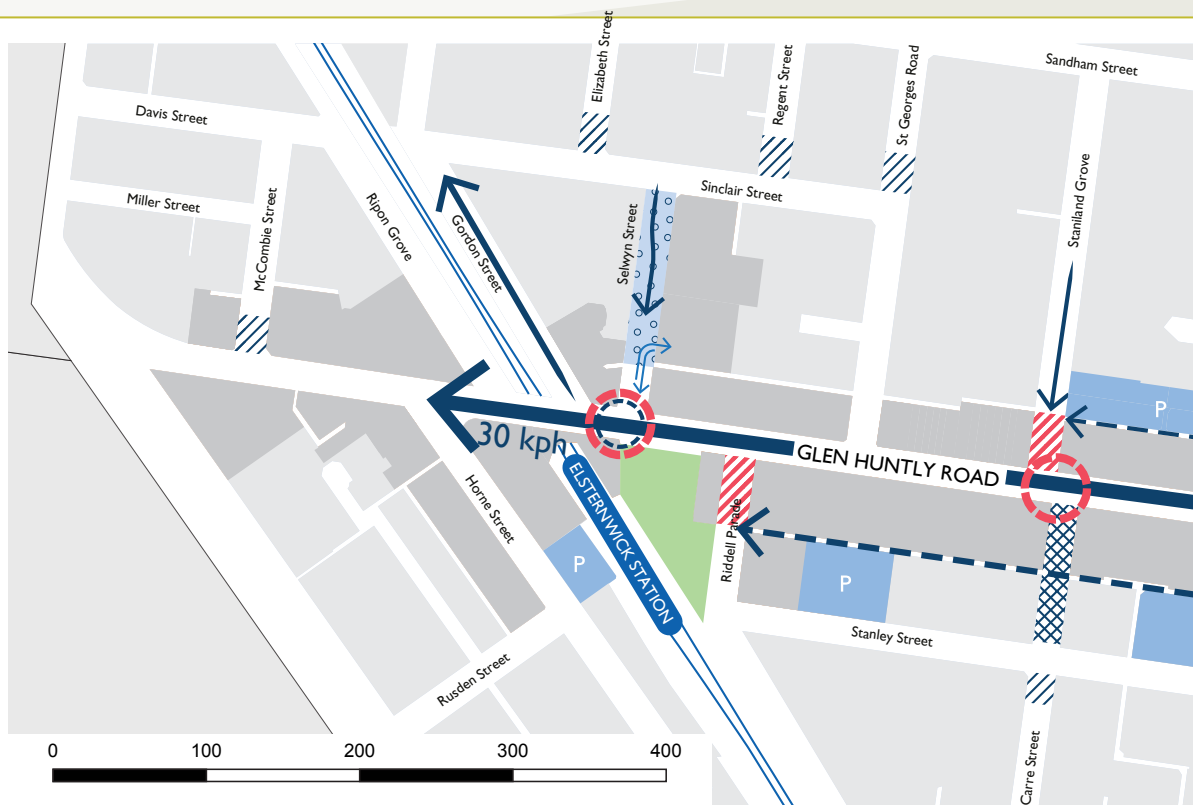 Elizabeth Street
Regent Street
St Georges Road
Sandham Street
Davis Street
Miller Street
McCombie Street
Ripon Grove
Gordon Street
Selwyn Street
Sinclair Street
Staniland Grove
P
30 kph
GLEN HUNTLY ROAD
ELSTERNWICK STATION
Horne Street
Riddell Parade
P
P
Stanley Street
Rusden Street
Carre Street
0 100 200 300 400